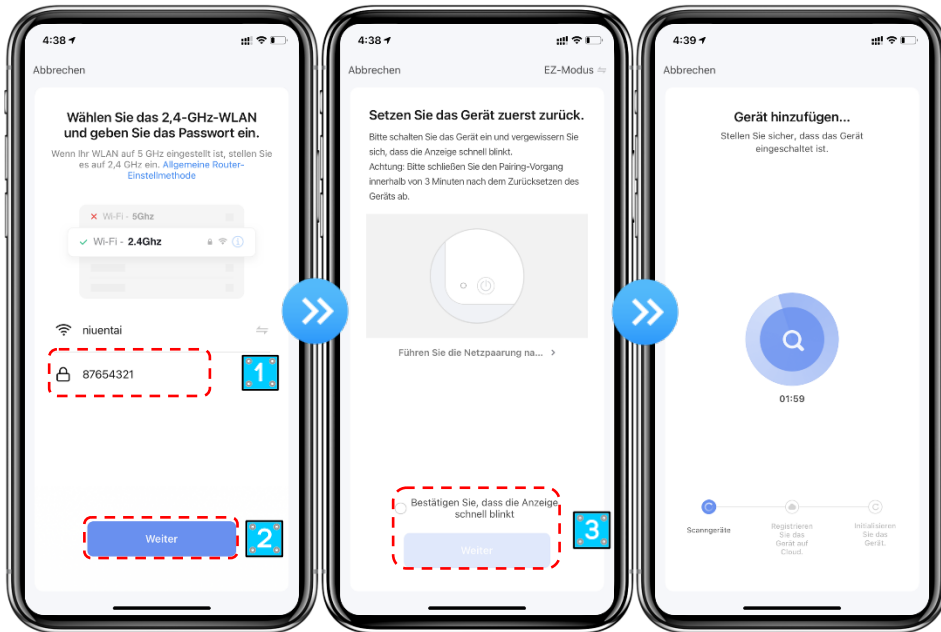 4:38
Abbrechen
Wählen Sie das 2,4-GHz-WLAN
und geben Sie das Passwort ein.
Wenn Ihr WLAN auf 5 GHz eingestellt ist, stellen Sie
es auf 2,4 GHz ein. Allgemeine Router-
Einstellmethode
Wi-Fi - 5Ghz
Wi-Fi - 2.4Ghz
niuentai
87654321
1
Weiter
2
4:38
Abbrechen
EZ-Modus
Setzen Sie das Gerät zuerst zurück.
Bitte schalten Sie das Gerät ein und vergewissern Sie
sich, dass die Anzeige schnell blinkt.
Achtung: Bitte schließen Sie den Pairing-Vorgang
innerhalb von 3 Minuten nach dem Zurücksetzen des
Geräts ab.
Führen Sie die Netzpaarung na... >
Bestätigen Sie, dass die Anzeige
schnell blinkt
Weiter
3
4:39
Abbrechen
Gerät hinzufügen...
Stellen Sie sicher, dass das Gerät
eingeschaltet ist.
01:59
Scanngeräte
Registrieren
Sie das
Gerät auf
Cloud.
Initialisieren
Sie das
Gerät.